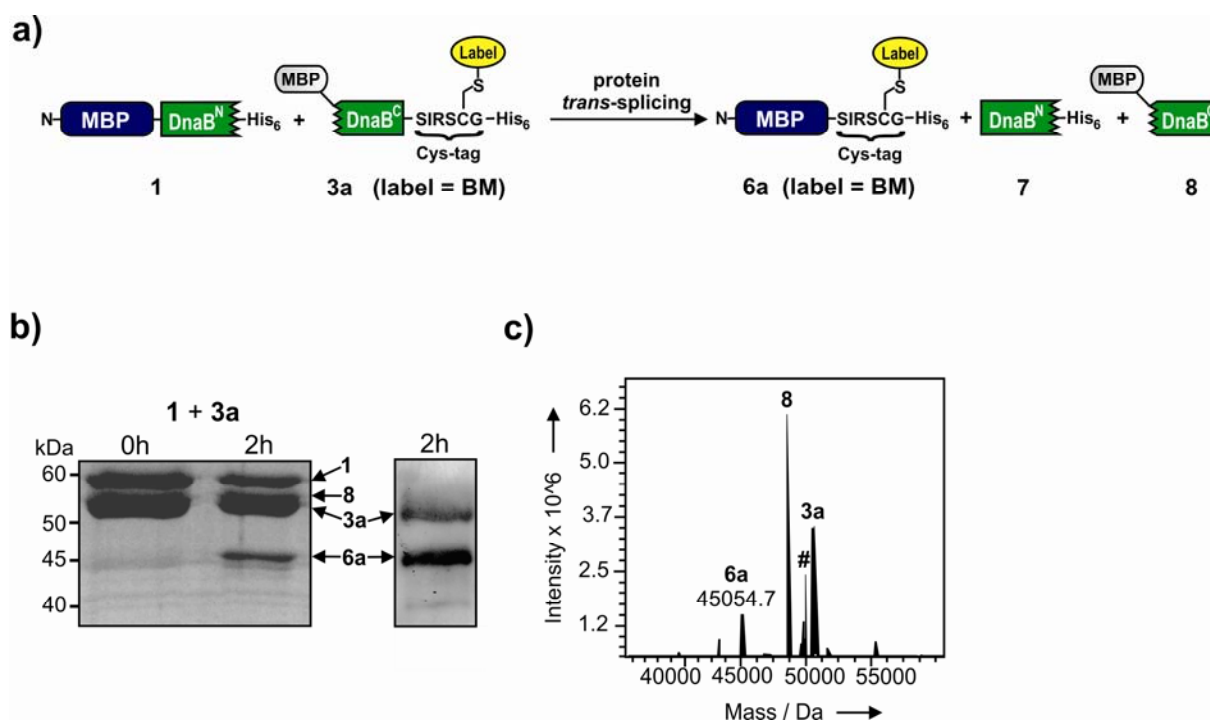 a)
Label
Label
MBP
S
protein
trans-splicing
MBP
S
N- MBP DnaB^N His6 + DnaB^C -SIRSCG-His6
N- MBP -SIRSCG-His6 + DnaB^N His6 + DnaB^C
Cys-tag
Cys-tag
1 3a (label = BM) 6a (label = BM) 7 8
b)
c)
1 + 3a
kDa 0h 2h 2h
60
50
45
40
1
8
3a
6a
Intensity x 10^6
6.2
5.0
3.7
2.5
1.2
8
3a
#
6a
45054.7
40000 45000 50000 55000
Mass / Da